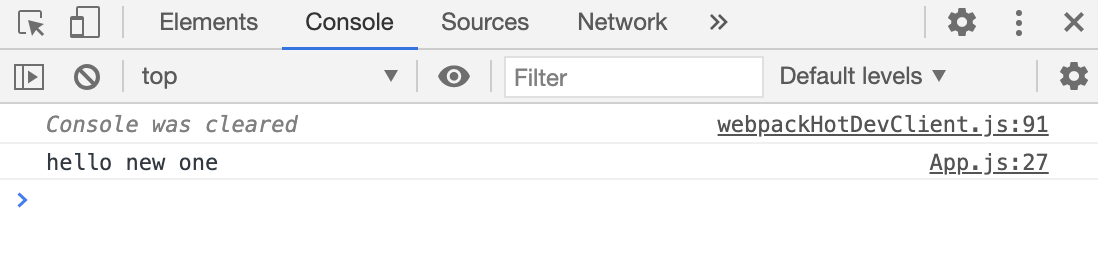 Elements Console Sources Network
top Filter Default levels
Console was cleared webpackHotDevClient.js:91
hello new one App.js:27